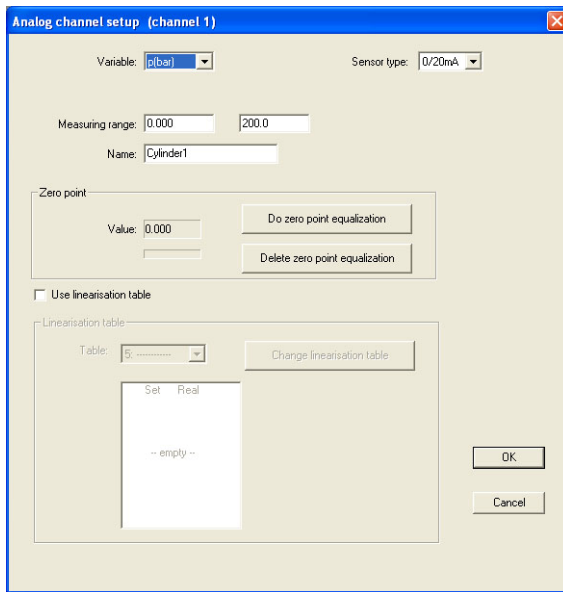 Analog channel setup (channel 1)
Variable: p(bar) Sensor type: 0/20mA
Measuring range: 0.000 200.0
Name: Cylinder1
Zero point
Do zero point equalization
Value: 0.000
Delete zero point equalization
Use linearisation table
Linearisation table
Table: 5: ----------- Change linearisation table
Set Real
-- empty --
OK
Cancel